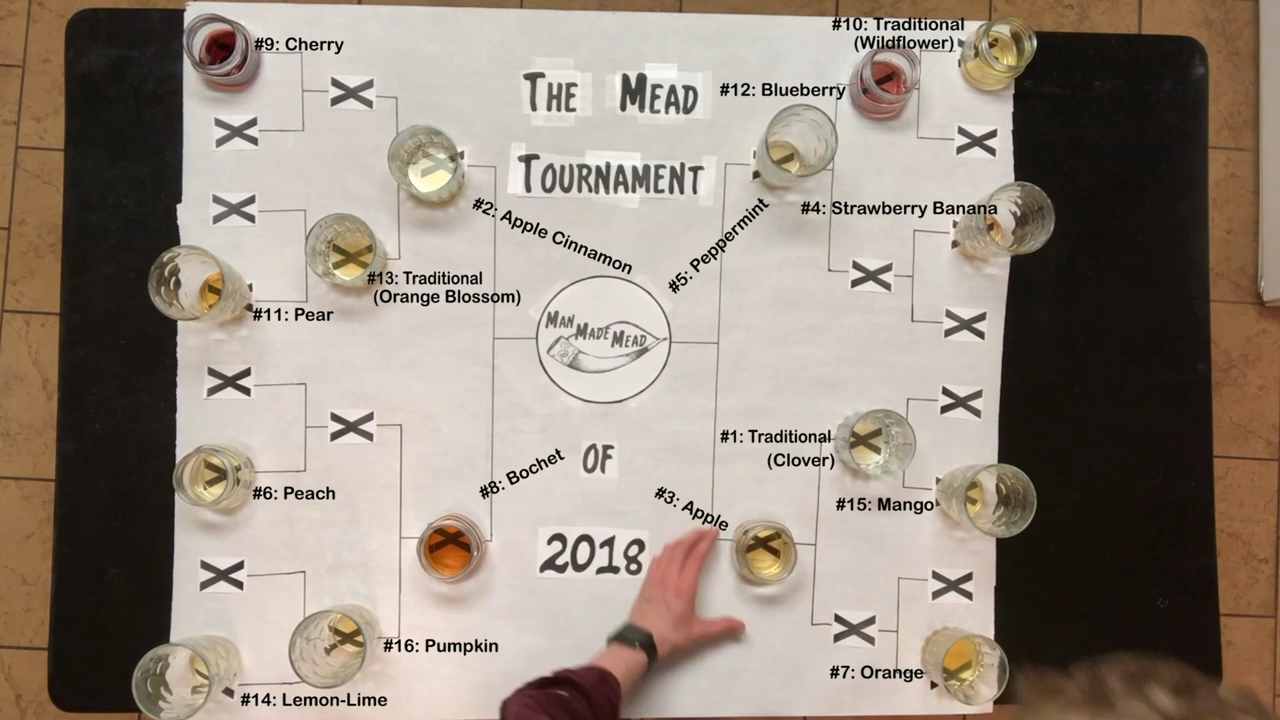 #10: Traditional
(Wildflower)
#9: Cherry
X
THE MEAD
#12: Blueberry
X
X
TOURNAMENT
X
#2: Apple Cinnamon
#5: Peppermint
#4: Strawberry Banana
#13: Traditional
(Orange Blossom)
X
#11: Pear
MAN
MADE
MEAD
X
X
X
X
#1: Traditional
(Clover)
#8: Bochet
OF
#6: Peach
#3: Apple
#15: Mango
X
2018
X
X
#16: Pumpkin
#7: Orange
#14: Lemon-Lime